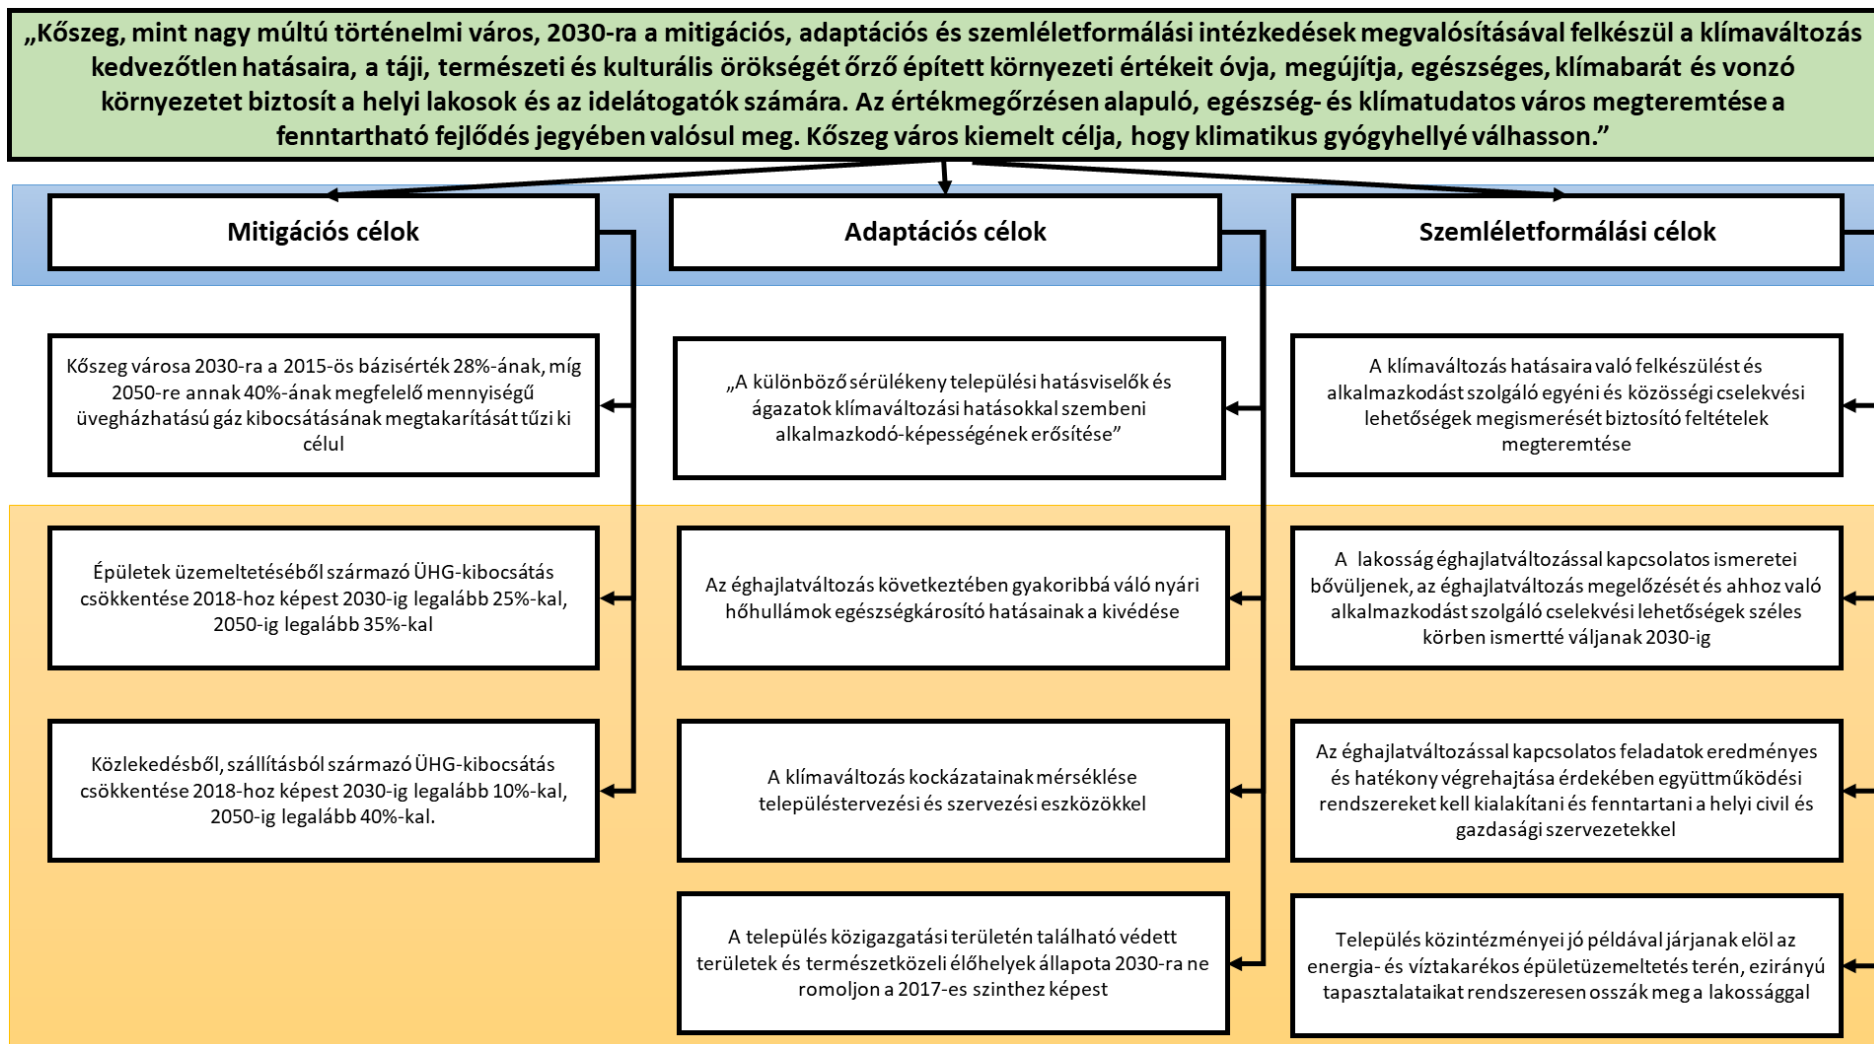 „Kőszeg, mint nagy múltú történelmi város, 2030-ra a mitigációs, adaptációs és szemléletformálási intézkedések megvalósításával felkészül a klímaváltozás
kedvezőtlen hatásaira, a táji, természeti és kulturális örökségét őrző épített környezeti értékeit óvja, megújítja, egészséges, klímabarát és vonzó
környezetet biztosít a helyi lakosok és az idelátogatók számára. Az értékmegőrzésen alapuló, egészség- és klímatudatos város megteremtése a
fenntartható fejlődés jegyében valósul meg. Kőszeg város kiemelt célja, hogy klimatikus gyógyhellyé válhasson.”
Mitigációs célok
Adaptációs célok
Szemléletformálási célok
Kőszeg városa 2030-ra a 2015-ös bázisérték 28%-ának, míg
2050-re annak 40%-ának megfelelő mennyiségű
üvegházhatású gáz kibocsátásának megtakarítását tűzi ki
célul
„A különböző sérülékeny települési hatásviselők és
ágazatok klímaváltozási hatásokkal szembeni
alkalmazkodó-képességének erősítése”
A klímaváltozás hatásaira való felkészülést és
alkalmazkodást szolgáló egyéni és közösségi cselekvési
lehetőségek megismerését biztosító feltételek
megteremtése
Épületek üzemeltetéséből származó ÜHG-kibocsátás
csökkentése 2018-hoz képest 2030-ig legalább 25%-kal,
2050-ig legalább 35%-kal
Az éghajlatváltozás következtében gyakoribbá váló nyári
hőhullámok egészségkárosító hatásainak a kivédése
A lakosság éghajlatváltozással kapcsolatos ismeretei
bővüljenek, az éghajlatváltozás megelőzését és ahhoz való
alkalmazkodást szolgáló cselekvési lehetőségek széles
körben ismertté váljanak 2030-ig
Közlekedésből, szállításból származó ÜHG-kibocsátás
csökkentése 2018-hoz képest 2030-ig legalább 10%-kal,
2050-ig legalább 40%-kal.
A klímaváltozás kockázatainak mérséklése
településtervezési és szervezési eszközökkel
Az éghajlatváltozással kapcsolatos feladatok eredményes
és hatékony végrehajtása érdekében együttműködési
rendszereket kell kialakítani és fenntartani a helyi civil és
gazdasági szervezetekkel
A település közigazgatási területén található védett
területek és természetközeli élőhelyek állapota 2030-ra ne
romoljon a 2017-es szinthez képest
Település közintézményei jó példával járjanak elöl az
energia- és víztakarékos épületüzemeltetés terén, ezirányú
tapasztalataikat rendszeresen osszák meg a lakossággal